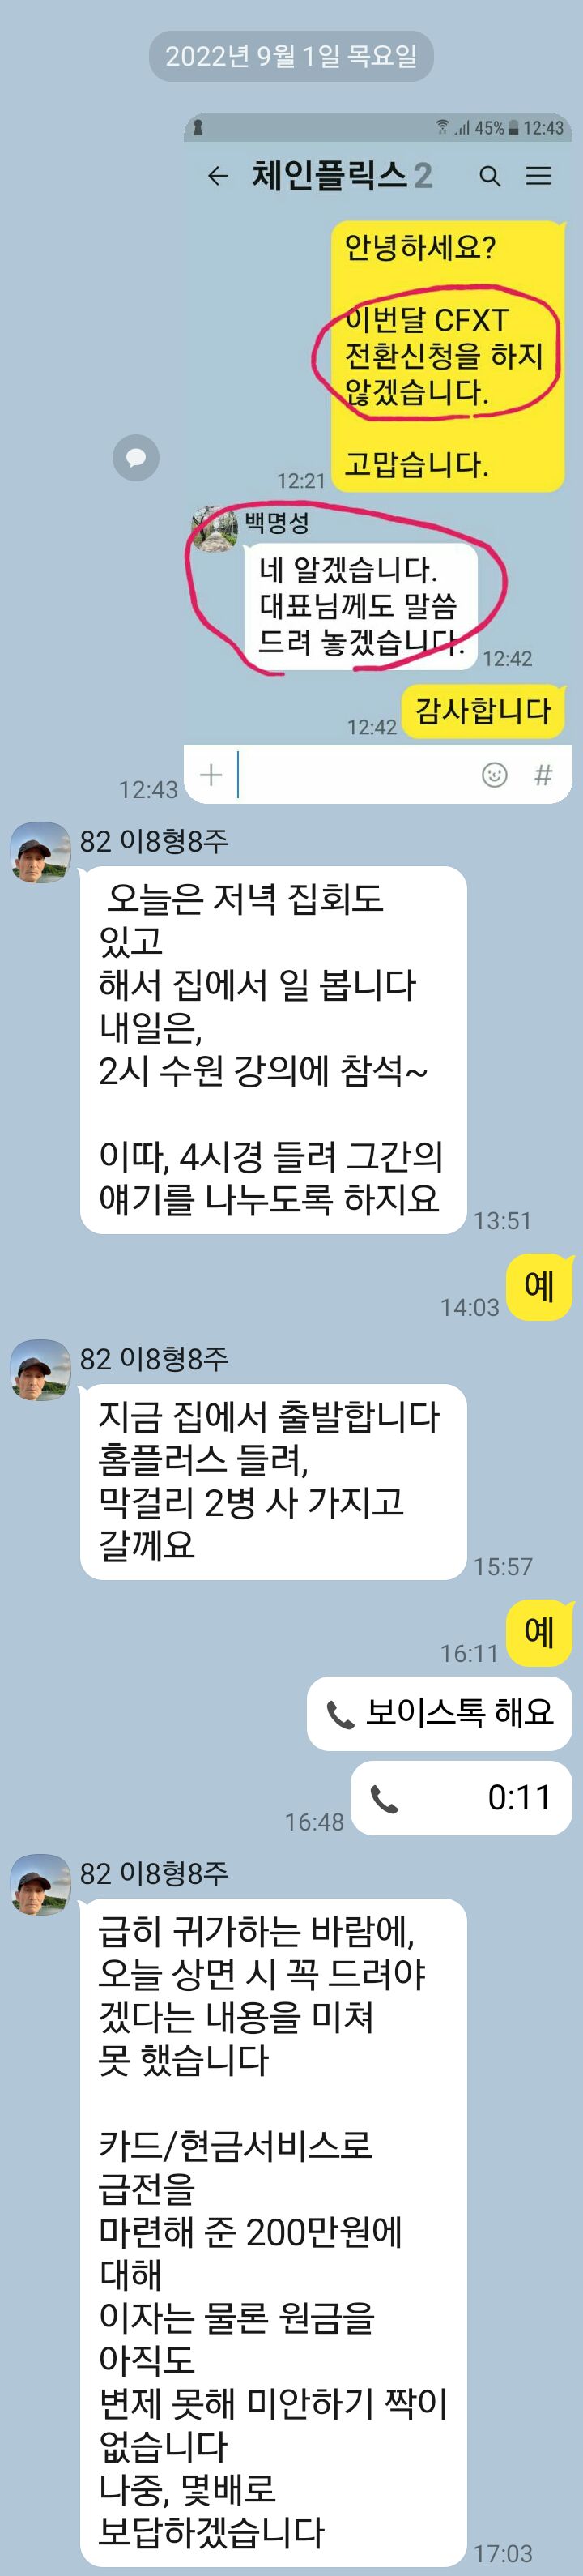 2022년 9월 1일 목요일
45% 12:43
체인플릭스 2
안녕하세요?
이번달 CFXT
전환신청을 하지
않겠습니다.
고맙습니다.
12:21
백명성
네 알겠습니다.
대표님께도 말씀
드려 놓겠습니다.
12:42
감사합니다
12:42
#
12:43
82 이8형8주
오늘은 저녁 집회도
있고
해서 집에서 일 봅니다
내일은,
2시 수원 강의에 참석~
이따, 4시경 들려 그간의
얘기를 나누도록 하지요
13:51
예
14:03
82 이8형8주
지금 집에서 출발합니다
홈플러스 들려,
막걸리 2병 사 가지고
갈께요
15:57
예
16:11
보이스톡 해요
0:11
16:48
82 이8형8주
급히 귀가하는 바람에,
오늘 상면 시 꼭 드려야
겠다는 내용을 미쳐
못 했습니다
카드/현금서비스로
급전을
마련해 준 200만원에
대해
이자는 물론 원금을
아직도
변제 못해 미안하기 짝이
없습니다
나중, 몇배로
보답하겠습니다
17:03